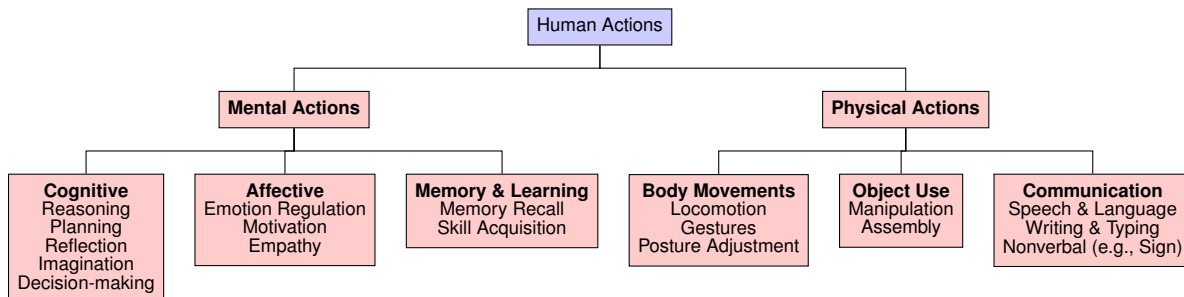 Human Actions
Mental Actions
Physical Actions
Cognitive
Reasoning
Planning
Reflection
Imagination
Decision-making
Affective
Emotion Regulation
Motivation
Empathy
Memory & Learning
Memory Recall
Skill Acquisition
Body Movements
Locomotion
Gestures
Posture Adjustment
Object Use
Manipulation
Assembly
Communication
Speech & Language
Writing & Typing
Nonverbal (e.g., Sign)